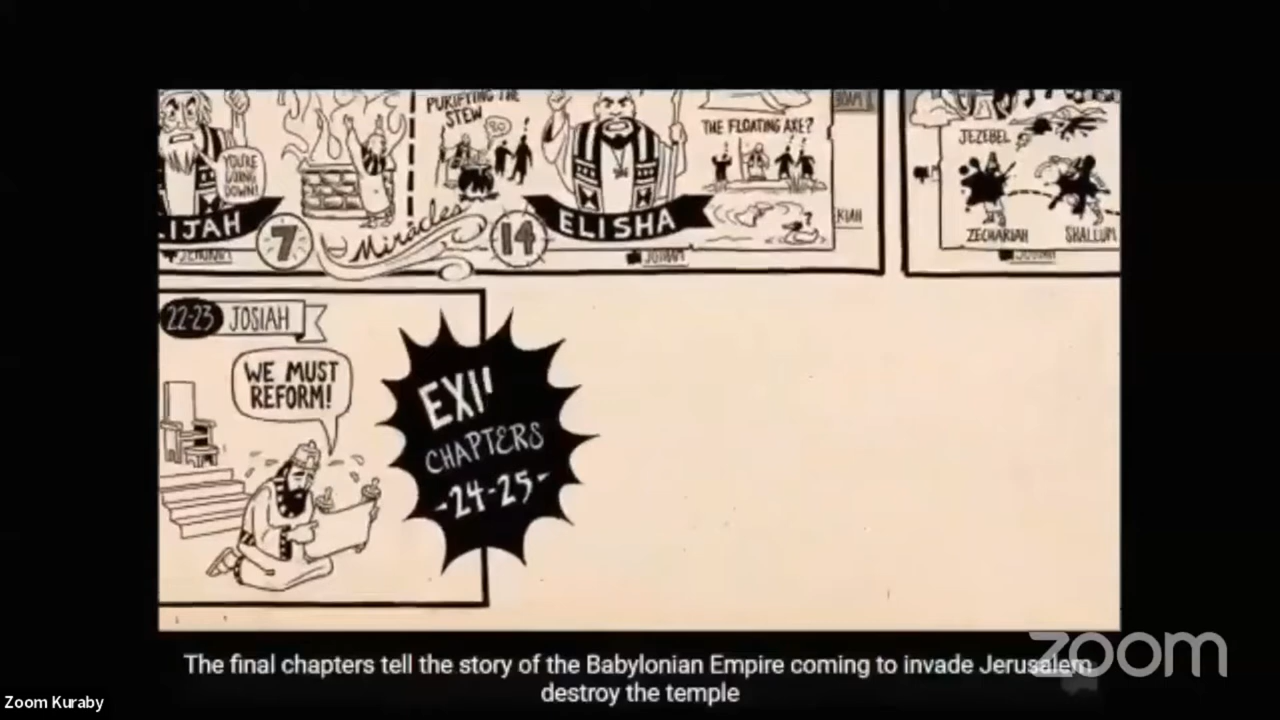 PURIFYING THE
STEW
THE FLOATING AXE?
YOU'RE
GOING
DOWN!
IJAH
7
Miracles
14
ELISHA
?
JOTHAM
JEZEBEL
ZECHARIAH
SHALLUM
22-23 JOSIAH
WE MUST
REFORM!
EXI
CHAPTERS
-24-25-
The final chapters tell the story of the Babylonian Empire coming to invade Jerusalem
destroy the temple
zoom
Zoom Kuraby